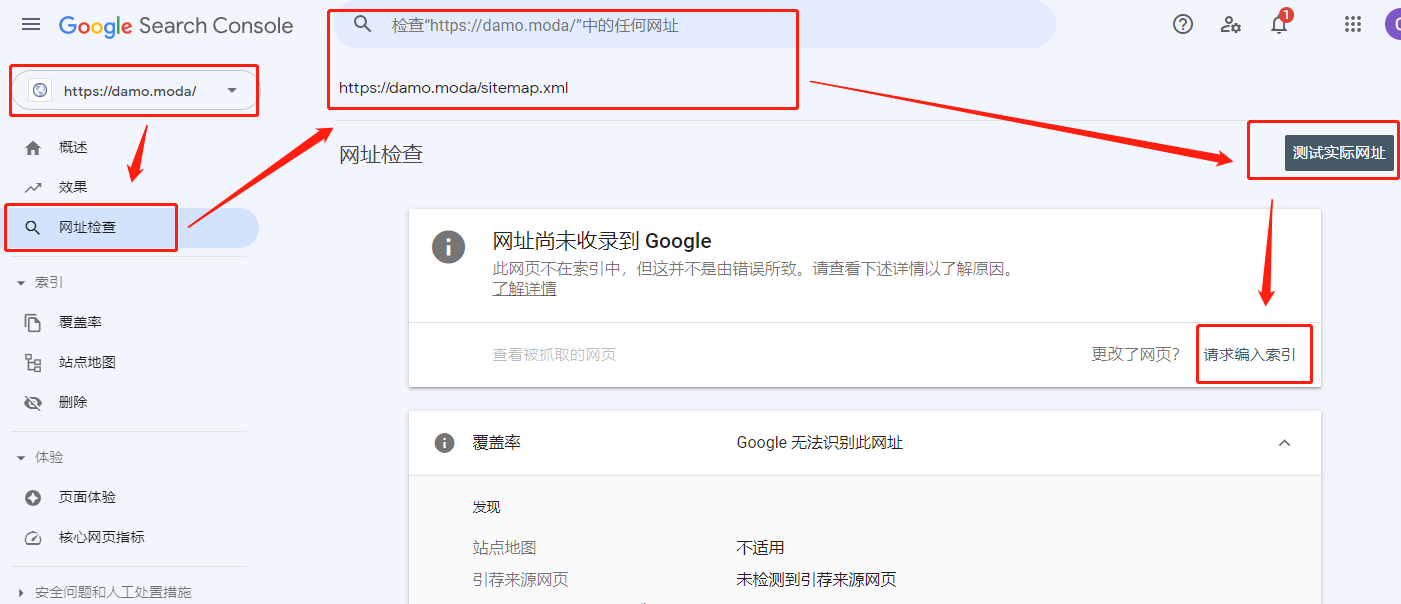 Google Search Console
检查“https://damo.moda/”中的任何网址
1
https://damo.moda/
https://damo.moda/sitemap.xml
概述
网址检查
测试实际网址
效果
网址检查
网址尚未收录到 Google
此网页不在索引中，但这并不是由错误所致。请查看下述详情以了解原因。
了解详情
索引
覆盖率
站点地图
删除
查看被抓取的网页
更改了网页?
请求编入索引
覆盖率
Google 无法识别此网址
体验
页面体验
核心网页指标
安全问题和人工处置措施
发现
站点地图
不适用
引荐来源网页
未检测到引荐来源网页